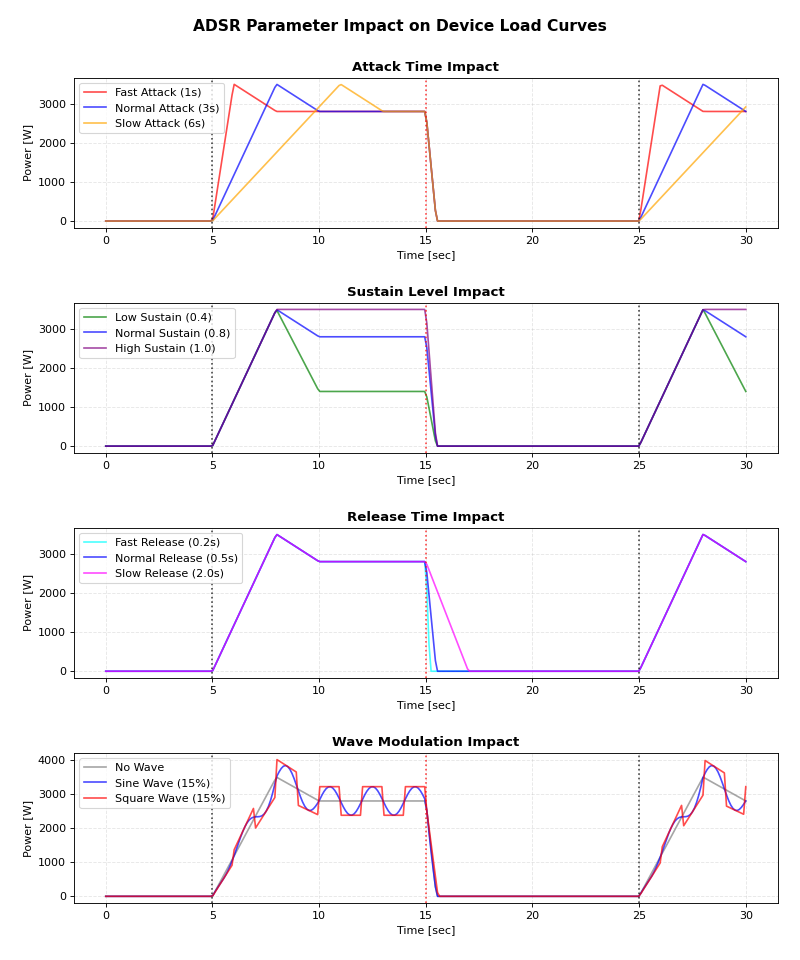 ADSR Parameter Impact on Device Load Curves
Attack Time Impact
Fast Attack (1s)
Normal Attack (3s)
Slow Attack (6s)
Power [W]
3000
2000
1000
0
0 5 10 15 20 25 30
Time [sec]
Sustain Level Impact
Low Sustain (0.4)
Normal Sustain (0.8)
High Sustain (1.0)
Power [W]
3000
2000
1000
0
0 5 10 15 20 25 30
Time [sec]
Release Time Impact
Fast Release (0.2s)
Normal Release (0.5s)
Slow Release (2.0s)
Power [W]
3000
2000
1000
0
0 5 10 15 20 25 30
Time [sec]
Wave Modulation Impact
No Wave
Sine Wave (15%)
Square Wave (15%)
Power [W]
4000
3000
2000
1000
0
0 5 10 15 20 25 30
Time [sec]